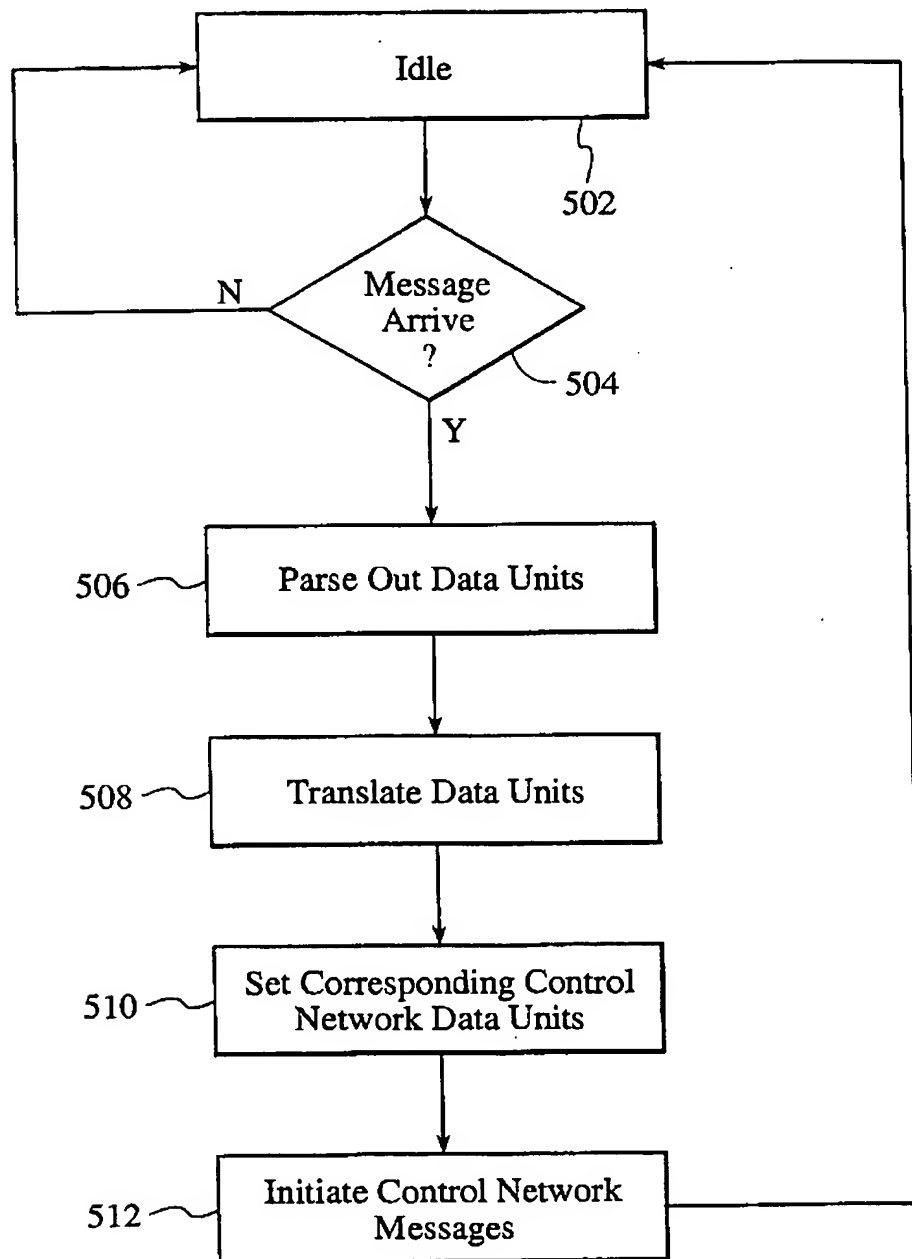 Idle
502
Message
Arrive
?
N
504
Y
506
Parse Out Data Units
508
Translate Data Units
510
Set Corresponding Control
Network Data Units
512
Initiate Control Network
Messages